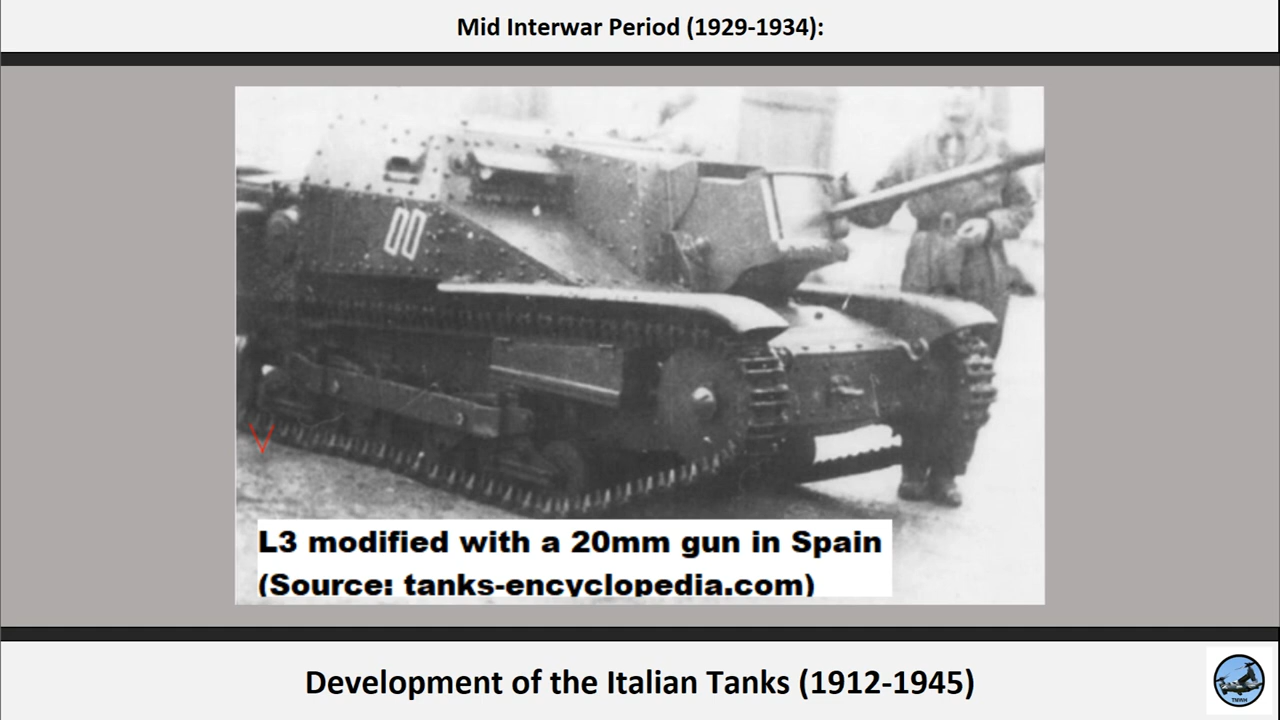 Mid Interwar Period (1929-1934):
00
L3 modified with a 20mm gun in Spain
(Source: tanks-encyclopedia.com)
Development of the Italian Tanks (1912-1945)